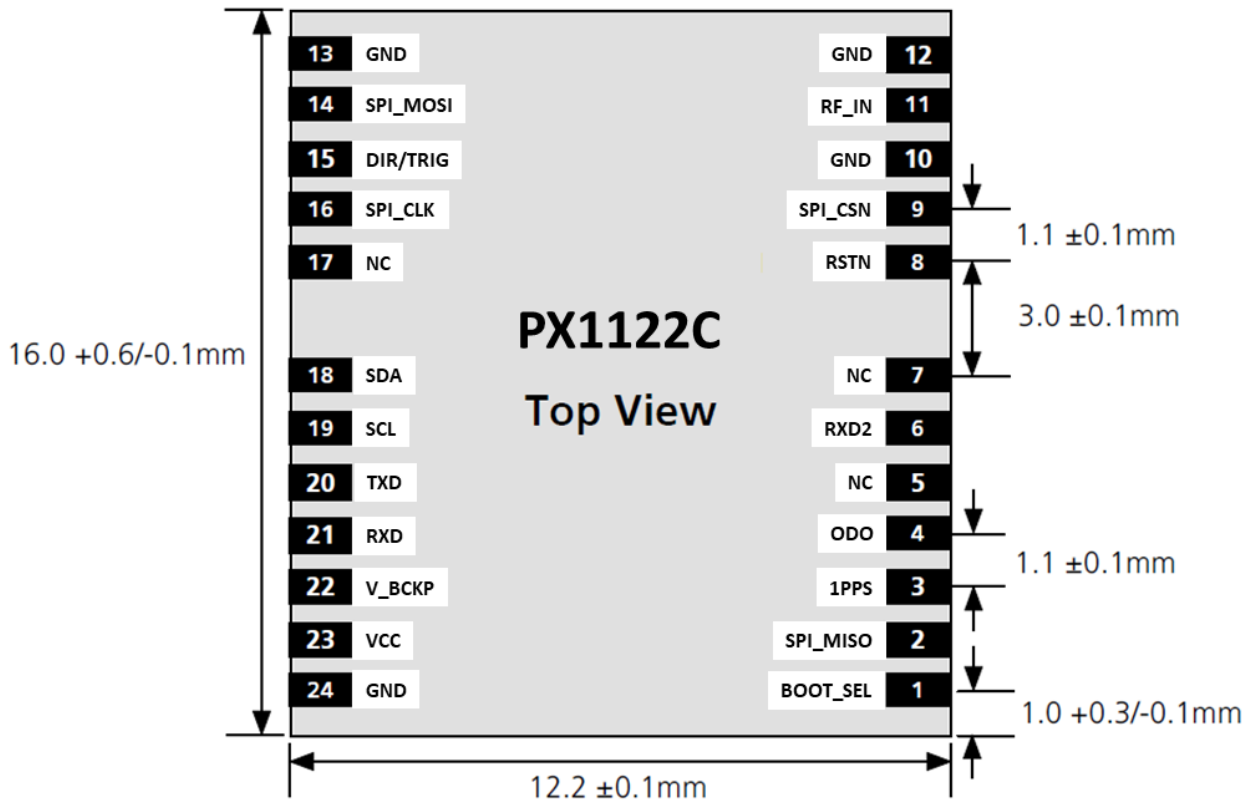 13 GND GND 12
14 SPI_MOSI RF_IN 11
15 DIR/TRIG GND 10
16 SPI_CLK SPI_CSN 9
1.1 ±0.1mm
17 NC RSTN 8
3.0 ±0.1mm
PX1122C
16.0 +0.6/-0.1mm
18 SDA NC 7
Top View
19 SCL RXD2 6
20 TXD NC 5
21 RXD ODO 4
1.1 ±0.1mm
22 V_BCKP 1PPS 3
23 VCC SPI_MISO 2
24 GND BOOT_SEL 1
1.0 +0.3/-0.1mm
12.2 ±0.1mm